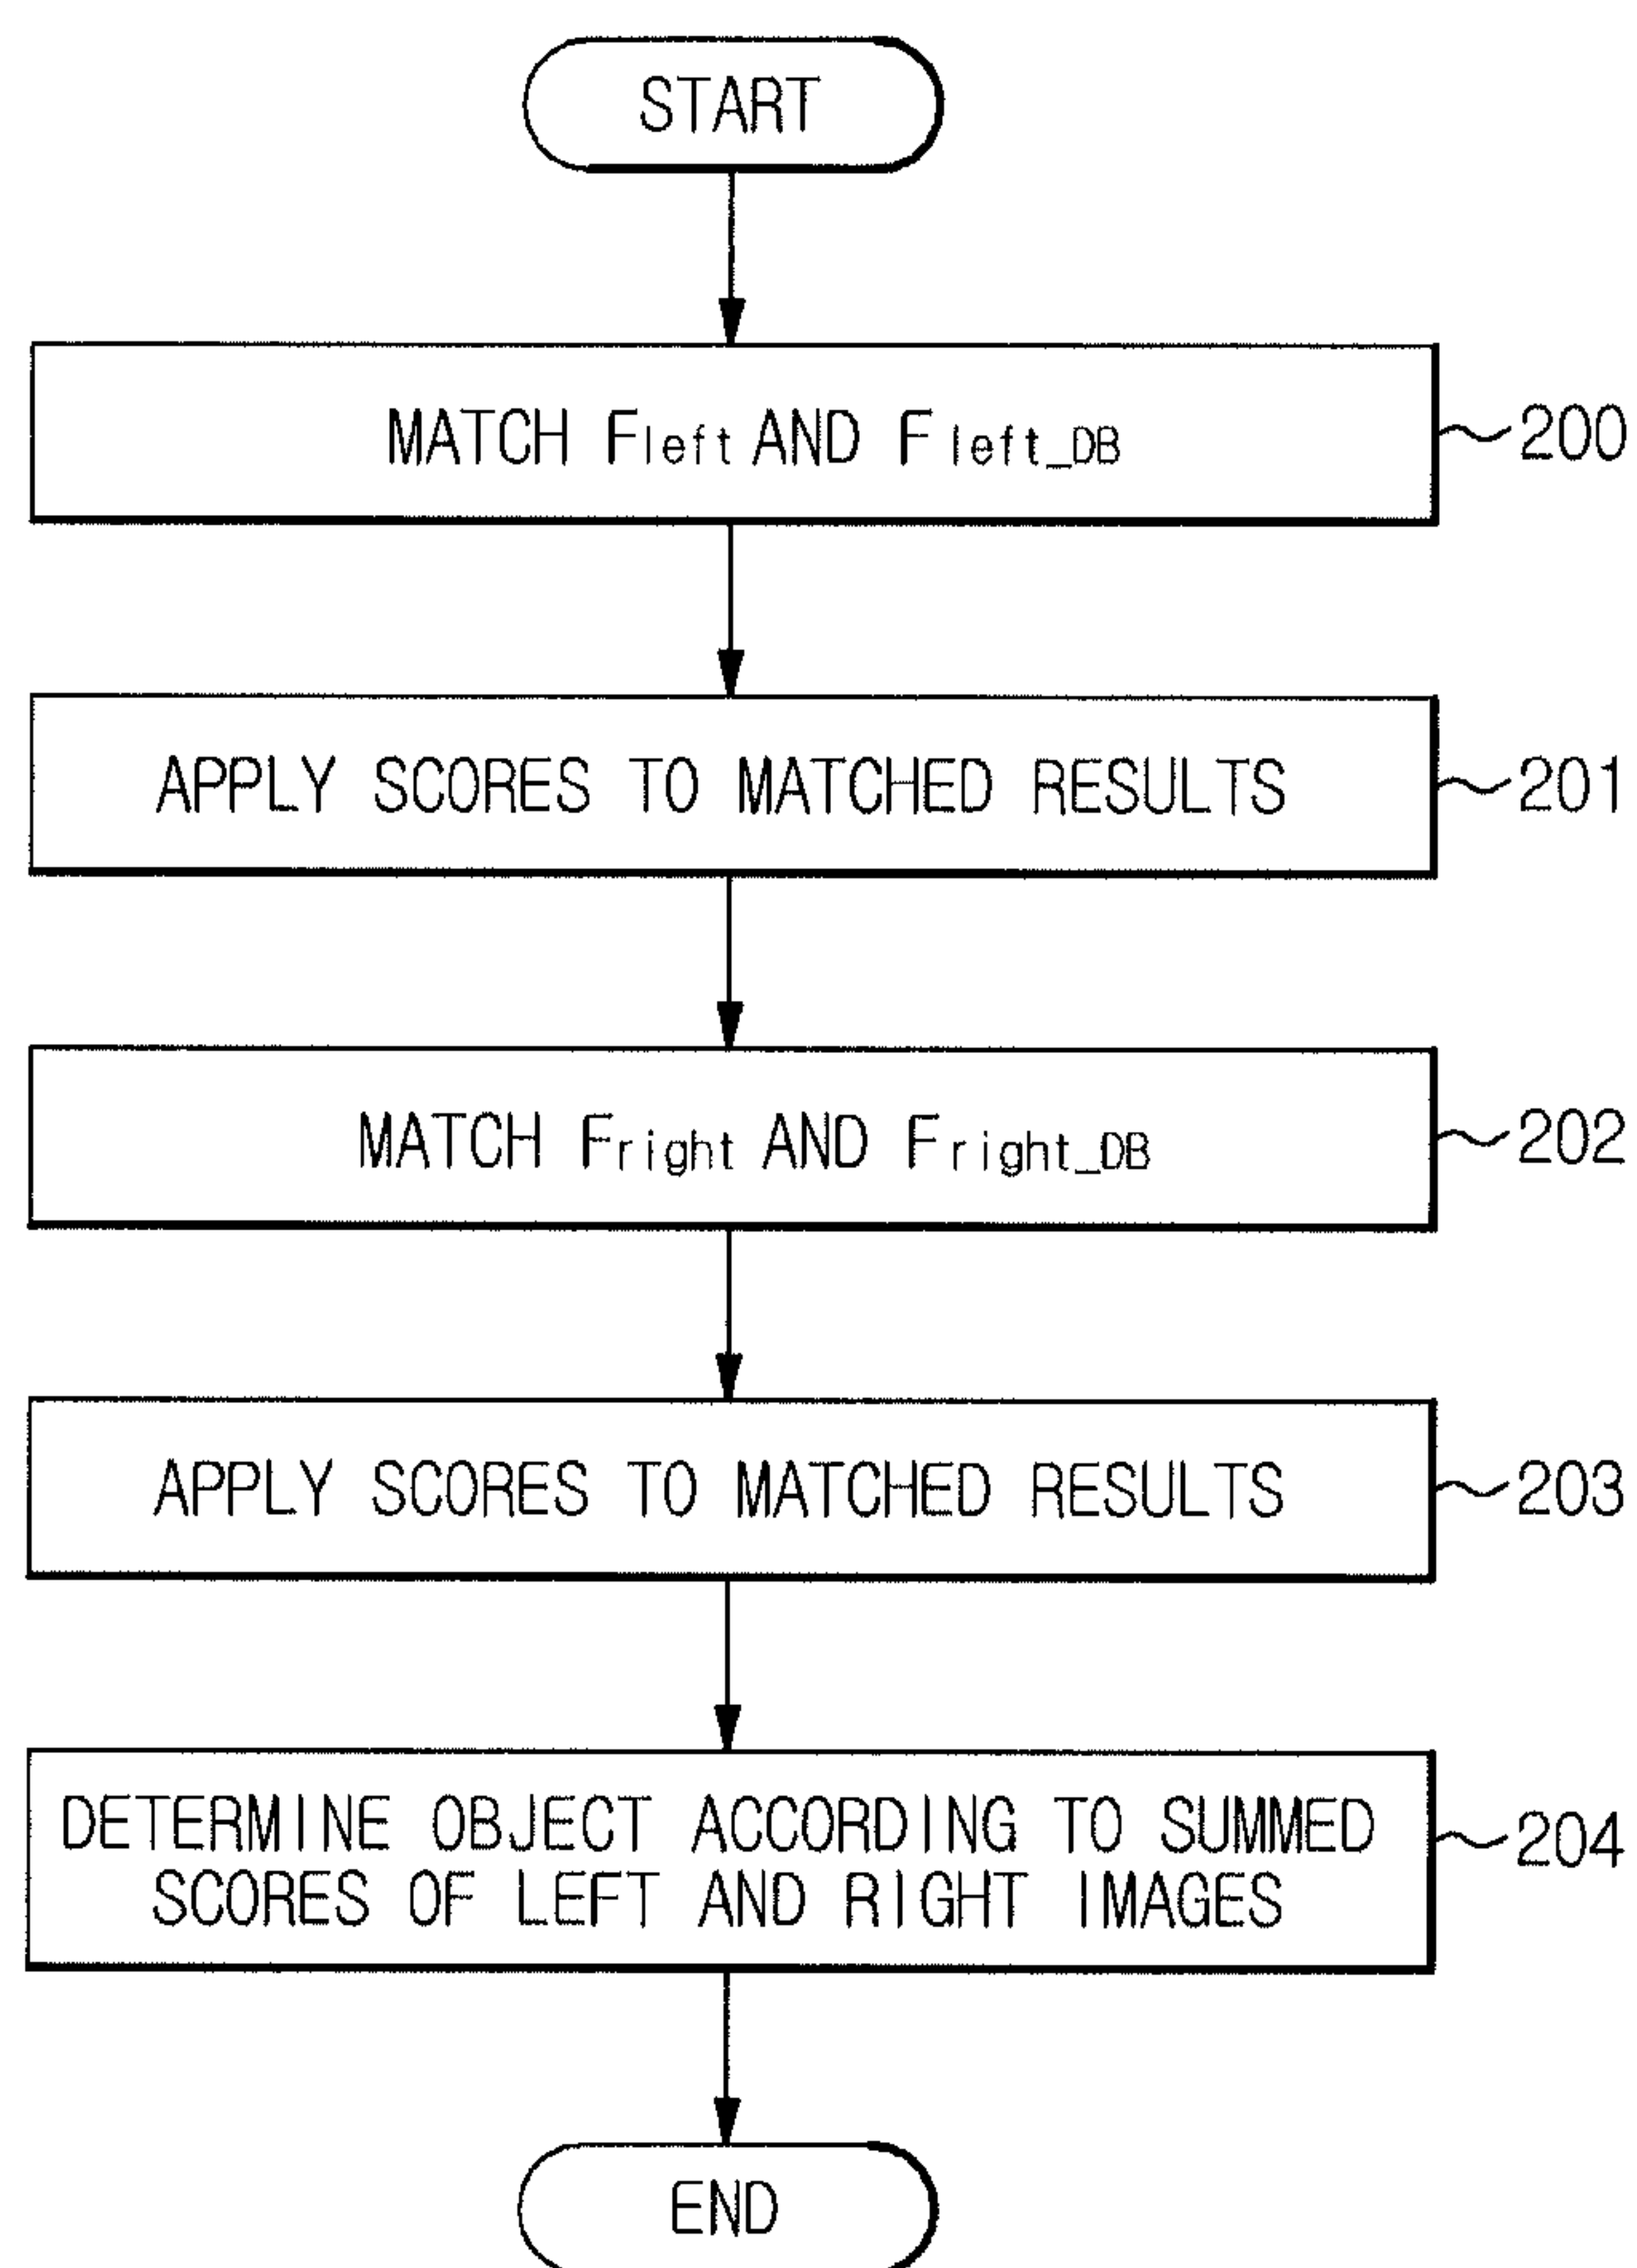 START
MATCH Fleft AND Fleft_DB
200
APPLY SCORES TO MATCHED RESULTS
201
MATCH Fright AND Fright_DB
202
APPLY SCORES TO MATCHED RESULTS
203
DETERMINE OBJECT ACCORDING TO SUMMED
SCORES OF LEFT AND RIGHT IMAGES
204
END